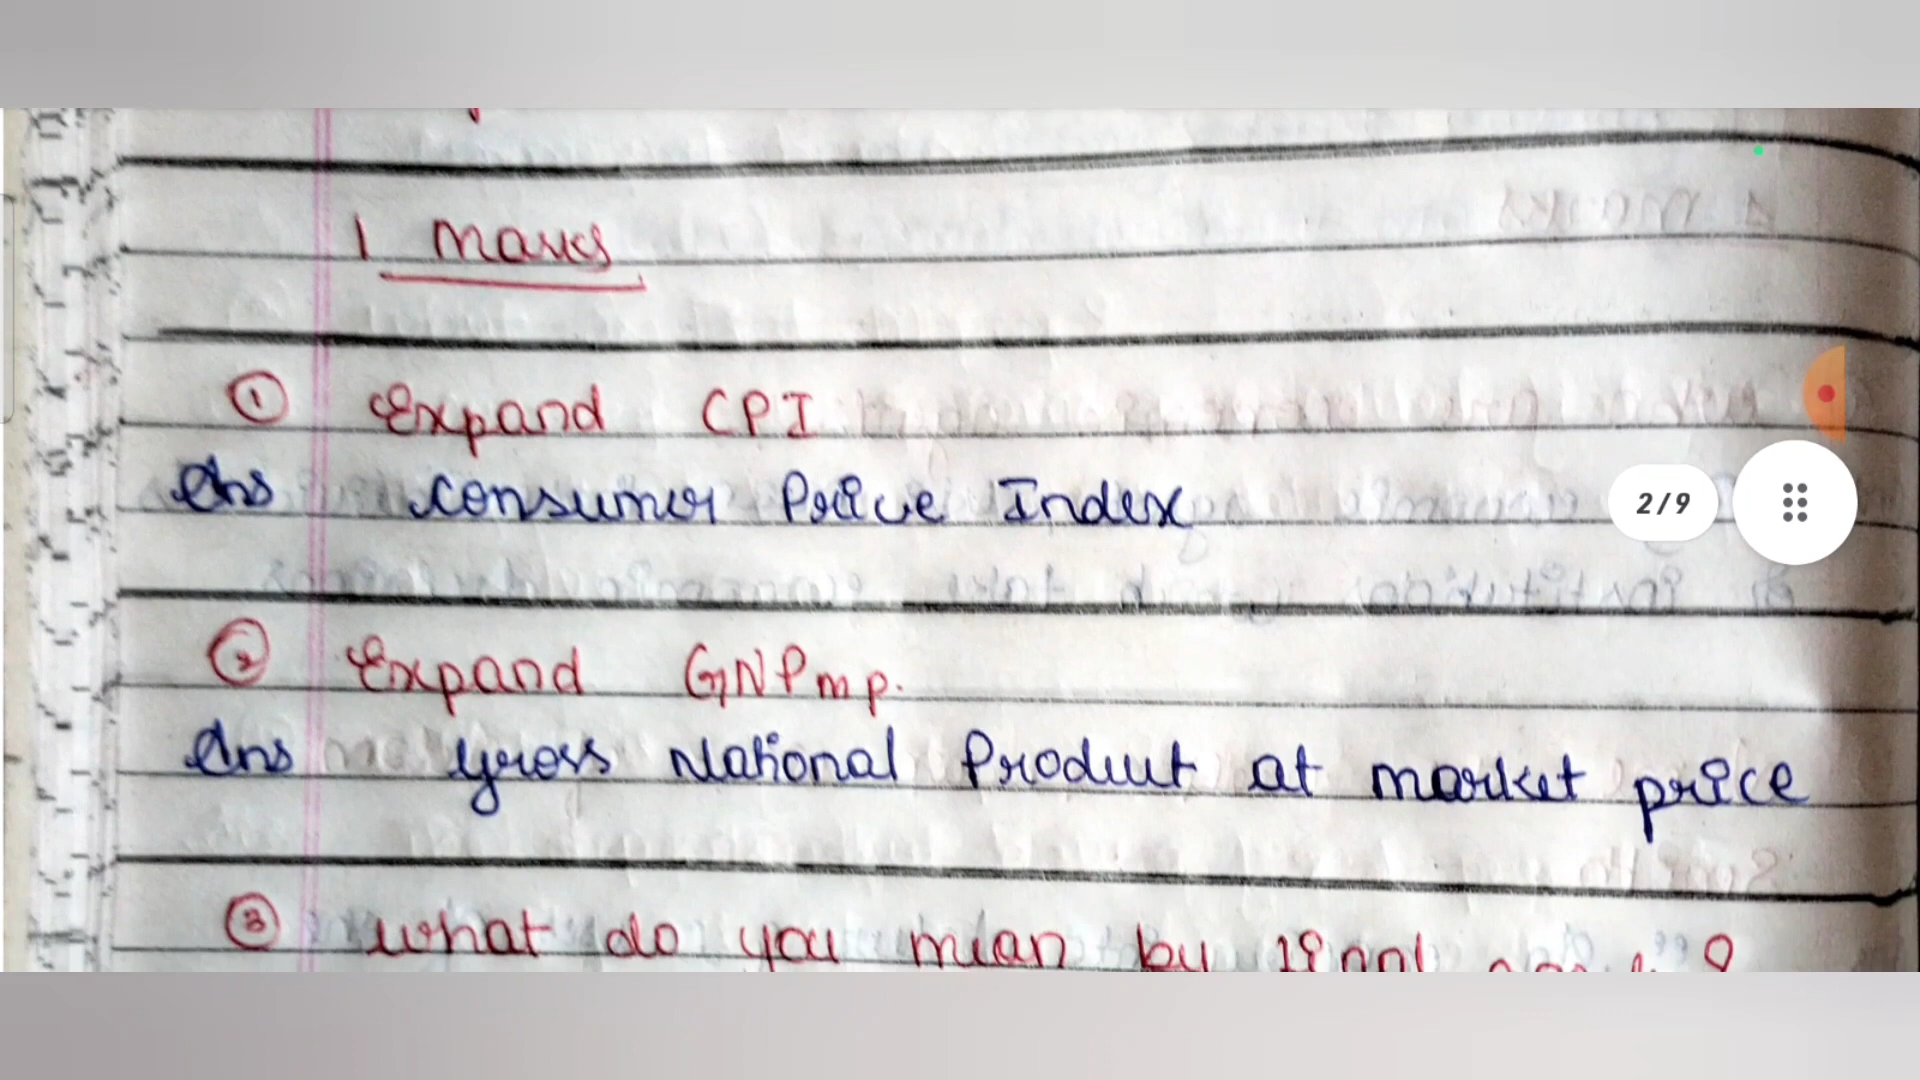 1 Marks
① Expand CPI
Ans Consumer Price Index
2/9
② Expand GNPmp.
Ans Gross National Product at market price
③ what do you mean by ?